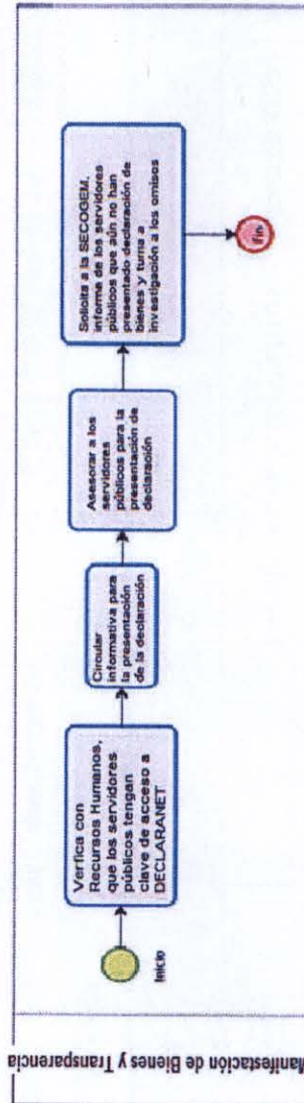 Manifestación de Bienes y Transparencia
Inicio
Verfica con
Recursos Humanos,
que los servidores
públicos tengan
clave de acceso a
DECLARANET
Circular
informativa para
la presentación
de la declaración
Asesorar a los
servidores
públicos para la
presentación de
declaración
Solicita a la SECOGEM,
informe de los servidores
públicos que aún no han
presentado declaración de
bienes y turna a
investigación a los omisos
Fin